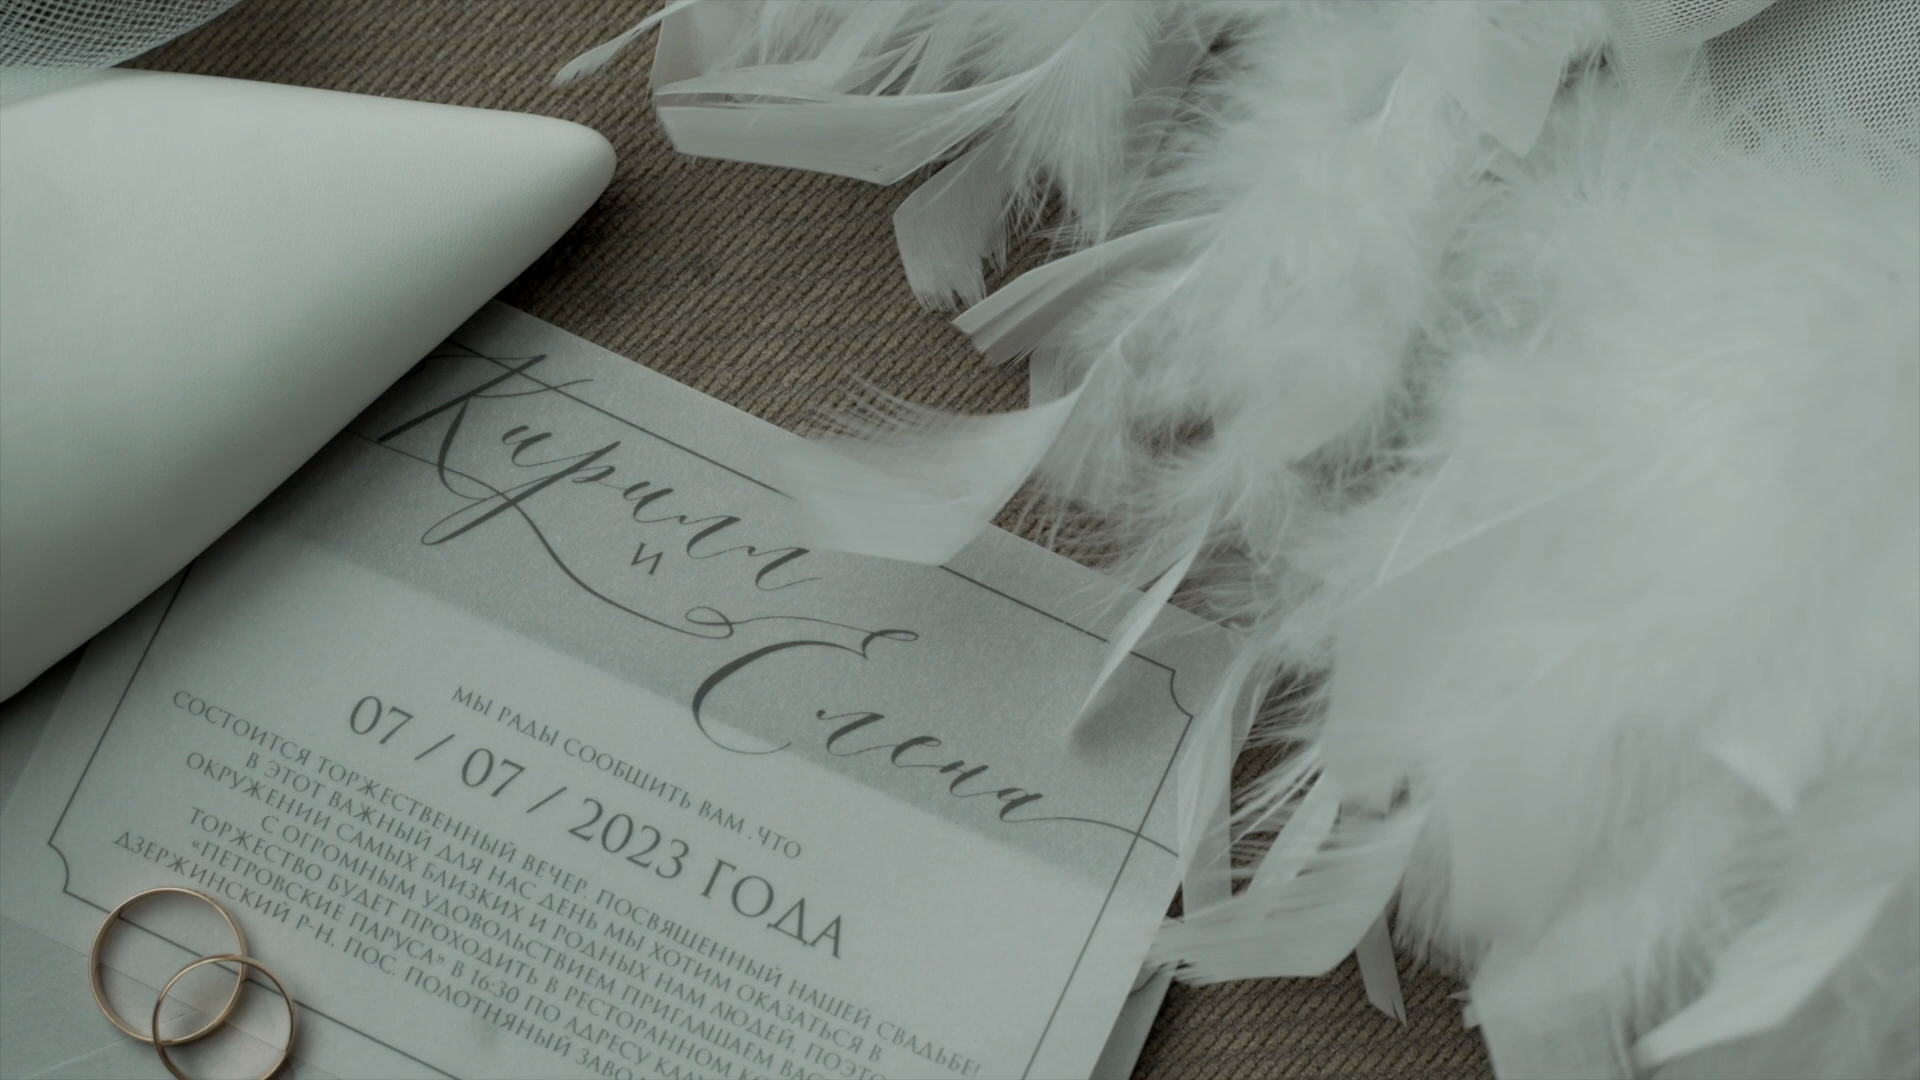 Кирилл
и
Елена
МЫ РАДЫ СООБЩИТЬ ВАМ , ЧТО
07 / 07 / 2023 ГОДА
СОСТОИТСЯ ТОРЖЕСТВЕННЫЙ ВЕЧЕР, ПОСВЯЩЕННЫЙ НАШЕЙ СВАДЬБЕ!
В ЭТОТ ВАЖНЫЙ ДЛЯ НАС ДЕНЬ МЫ ХОТИМ ОКАЗАТЬСЯ В
ОКРУЖЕНИИ САМЫХ БЛИЗКИХ И РОДНЫХ НАМ ЛЮДЕЙ, ПОЭТО
С ОГРОМНЫМ УДОВОЛЬСТВИЕМ ПРИГЛАШАЕМ ВАС
ТОРЖЕСТВО БУДЕТ ПРОХОДИТЬ В РЕСТОРАННОМ
«ПЕТРОВСКИЕ ПАРУСА» В 16:30 ПО АДРЕСУ
ДЗЕРЖИНСКИЙ Р-Н, ПОС. ПОЛОТНЯНЫЙ ЗАВО